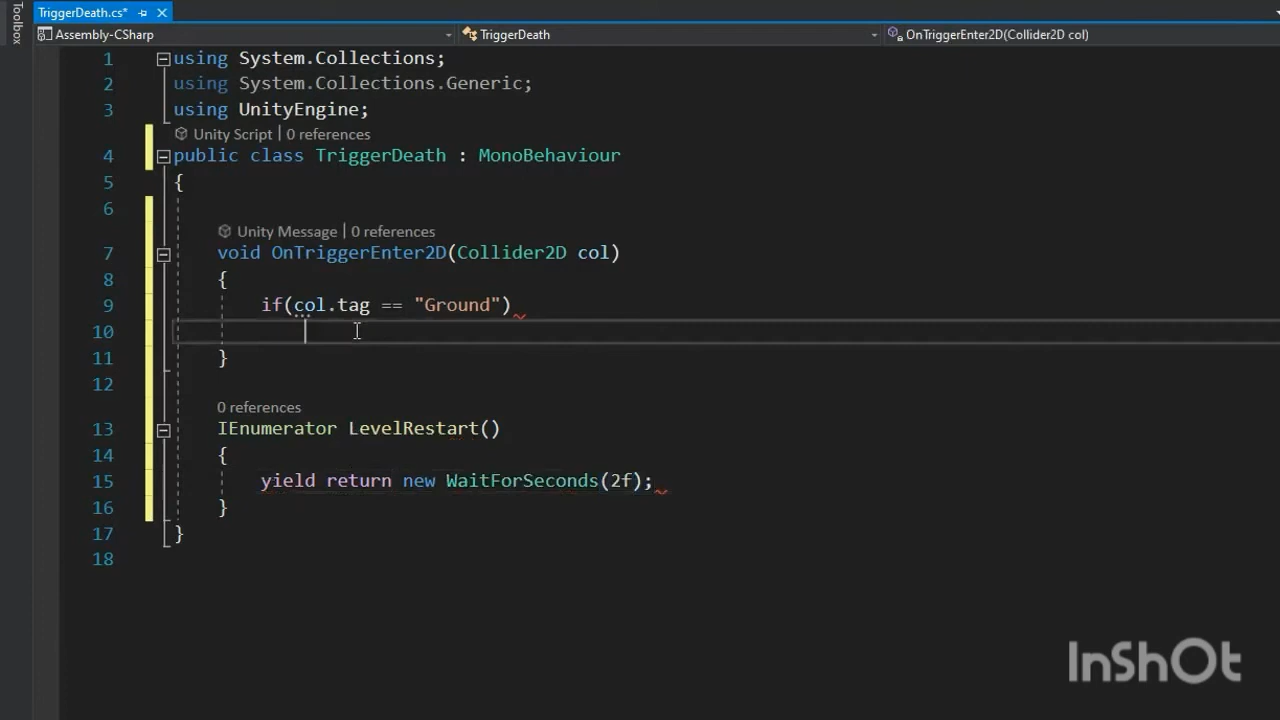 Toolbox
TriggerDeath.cs*
Assembly-CSharp
TriggerDeath
OnTriggerEnter2D(Collider2D col)
1 using System.Collections;
2 using System.Collections.Generic;
3 using UnityEngine;
Unity Script | 0 references
4 public class TriggerDeath : MonoBehaviour
5 {
6
Unity Message | 0 references
7 void OnTriggerEnter2D(Collider2D col)
8 {
9 if(col.tag == "Ground")
10
11 }
12
0 references
13 IEnumerator LevelRestart()
14 {
15 yield return new WaitForSeconds(2f);
16 }
17 }
18
InShOt